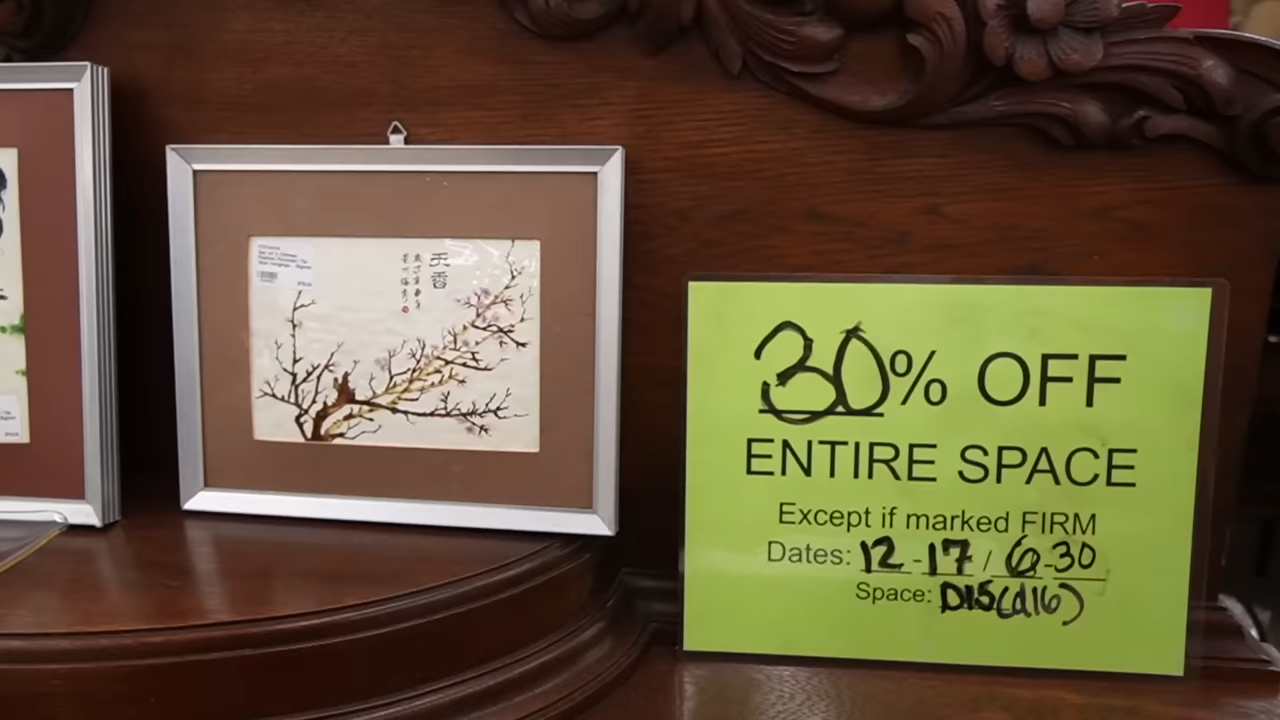 天香
30% OFF
ENTIRE SPACE
Except if marked FIRM
Dates: 12-17 / 6-30
Space: D15(d16)